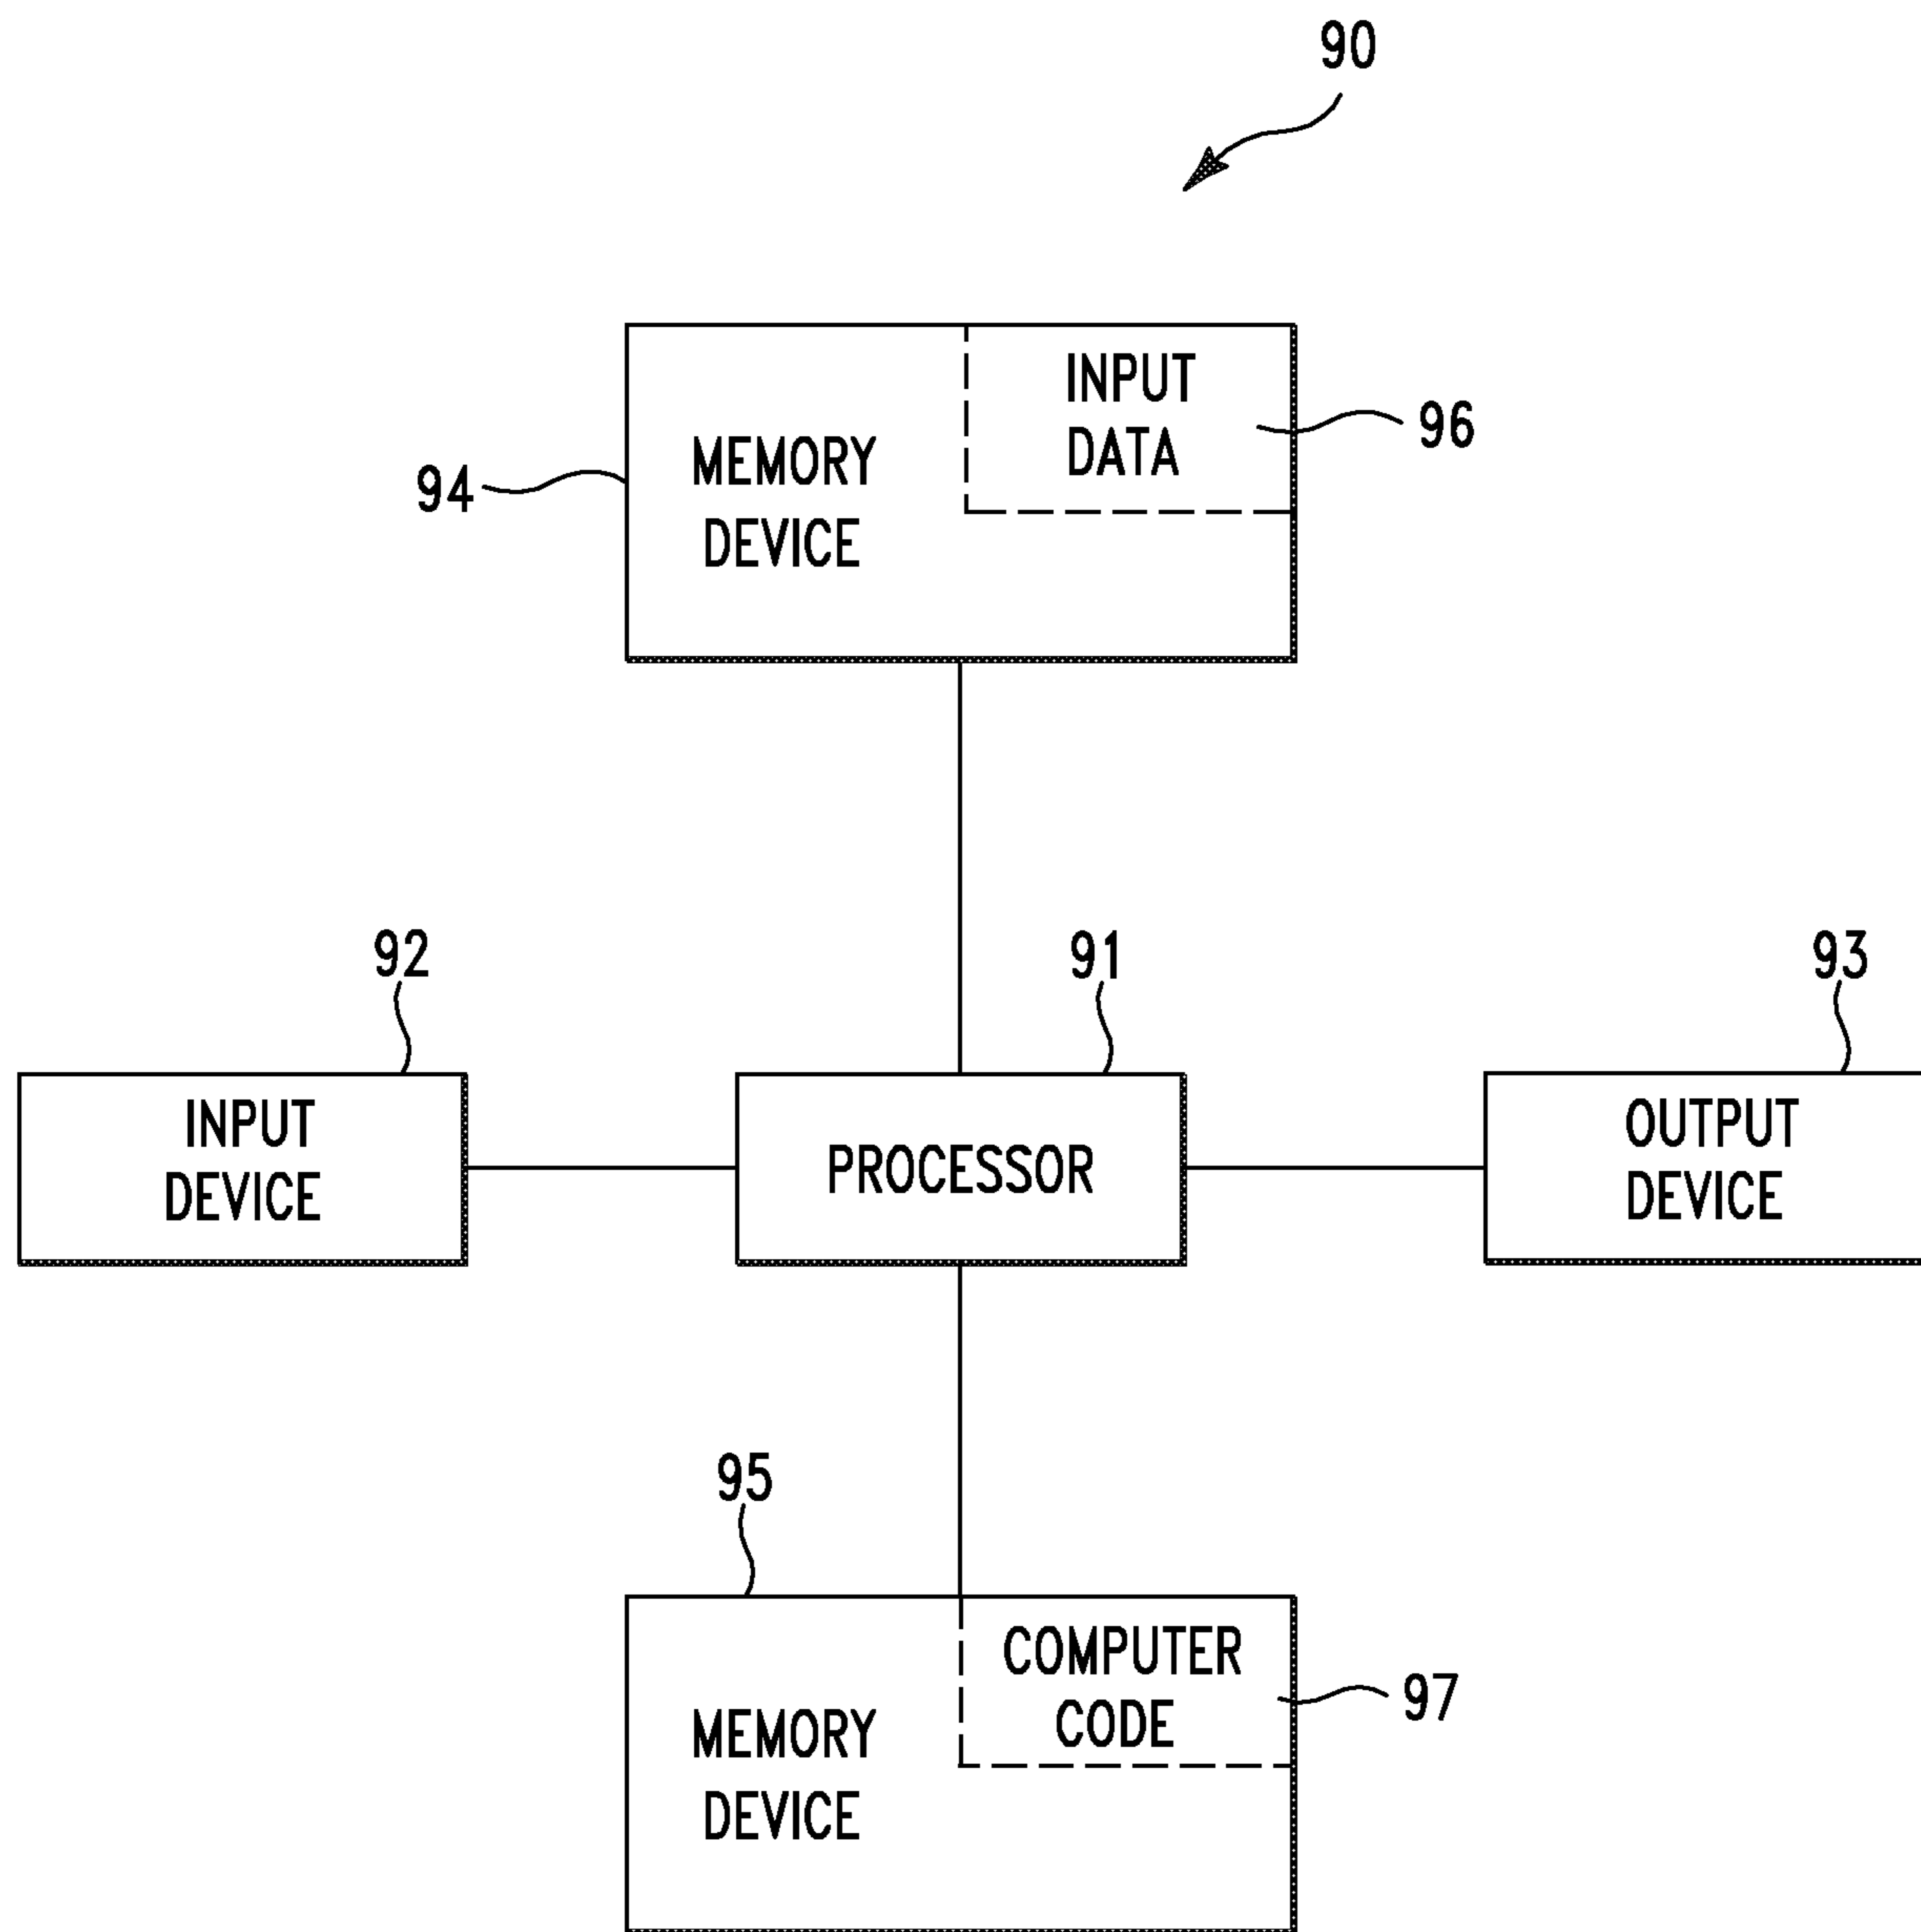 90
INPUT
DATA
96
MEMORY
DEVICE
94
92
91
93
INPUT
DEVICE
PROCESSOR
OUTPUT
DEVICE
95
COMPUTER
CODE
97
MEMORY
DEVICE